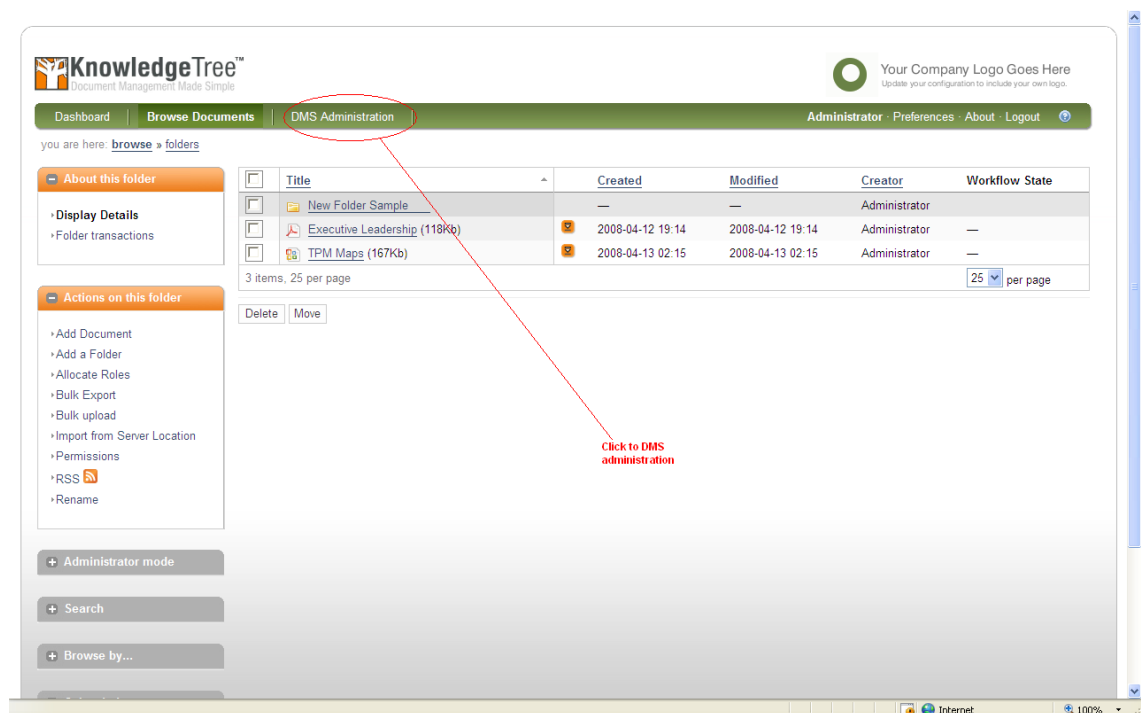 KnowledgeTree™
Document Management Made Simple
Your Company Logo Goes Here
Update your configuration to include your own logo.
Dashboard Browse Documents DMS Administration Administrator · Preferences · About · Logout ?
you are here: browse » folders
About this folder
Display Details
Folder transactions
Actions on this folder
Add Document
Add a Folder
Allocate Roles
Bulk Export
Bulk upload
Import from Server Location
Permissions
RSS
Rename
Administrator mode
Search
Browse by...
Title Created Modified Creator Workflow State
New Folder Sample — — Administrator
Executive Leadership (118Kb) 2008-04-12 19:14 2008-04-12 19:14 Administrator —
TPM Maps (167Kb) 2008-04-13 02:15 2008-04-13 02:15 Administrator —
3 items, 25 per page 25 per page
Delete Move
Click to DMS
administration
Internet 100%